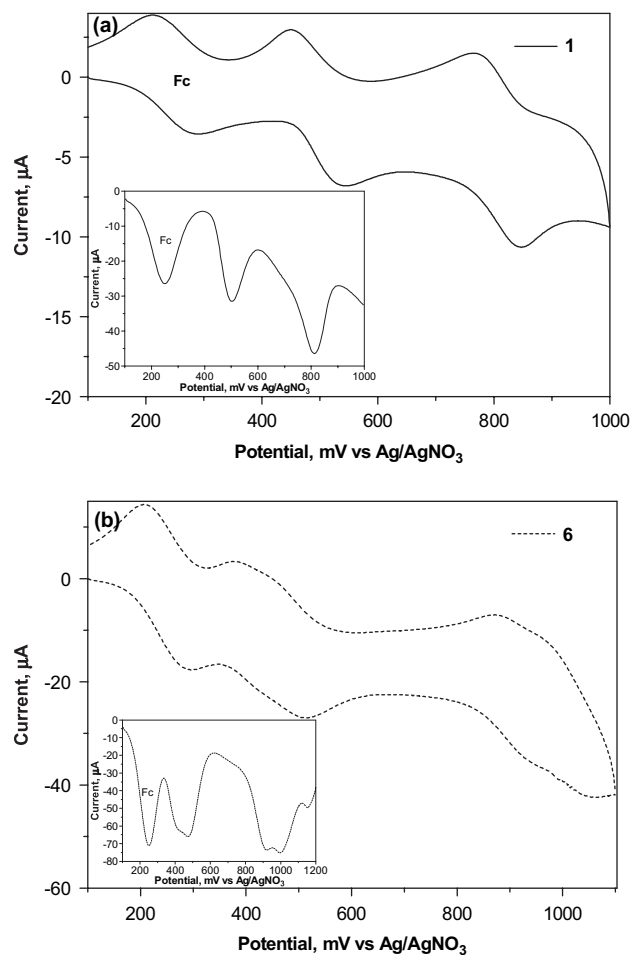 (a)
1
0
Fc
-5
-10
-15
-20
Current, µA
0
-10
-20
-30
-40
-50
Current, µA
Fc
200 400 600 800 1000
Potential, mV vs Ag/AgNO3
200 400 600 800 1000
Potential, mV vs Ag/AgNO3
(b)
6
0
-20
-40
-60
Current, µA
0
-10
-20
-30
-40
-50
-60
-70
-80
Current, µA
Fc
200 400 600 800 1000 1200
Potential, mV vs Ag/AgNO3
200 400 600 800 1000
Potential, mV vs Ag/AgNO3